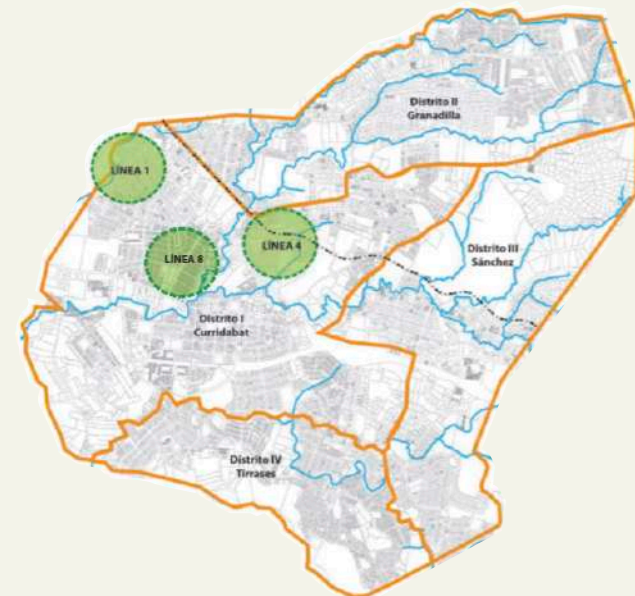 Distrito II
Granadilla
LÍNEA 1
LÍNEA 4
LÍNEA 8
Distrito III
Sánchez
Distrito I
Curridabat
Distrito IV
Tirrases